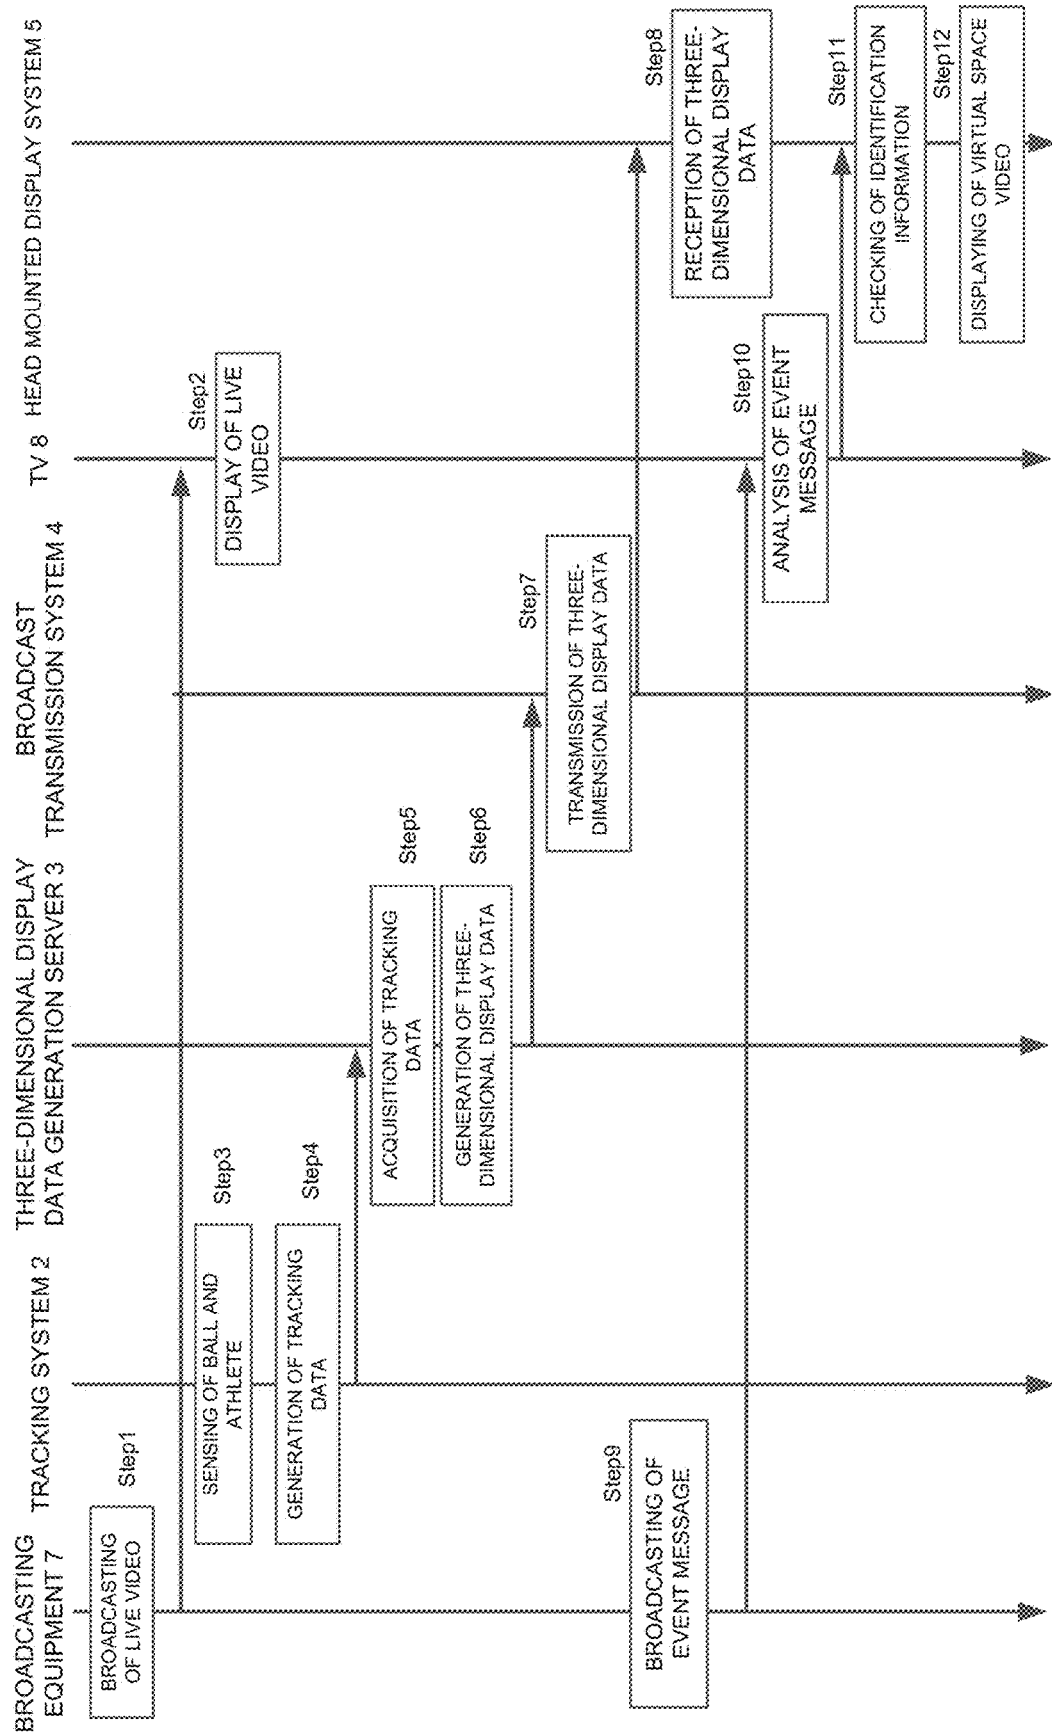 BROADCASTING
EQUIPMENT 7
TRACKING SYSTEM 2
THREE-DIMENSIONAL DISPLAY
DATA GENERATION SERVER 3
BROADCAST
TRANSMISSION SYSTEM 4
TV 8
HEAD MOUNTED DISPLAY SYSTEM 5
Step1
BROADCASTING
OF LIVE VIDEO
Step2
DISPLAY OF LIVE
VIDEO
Step3
SENSING OF BALL AND
ATHLETE
Step4
GENERATION OF TRACKING
DATA
Step5
ACQUISITION OF TRACKING
DATA
Step6
GENERATION OF THREE-
DIMENSIONAL DISPLAY DATA
Step7
TRANSMISSION OF THREE-
DIMENSIONAL DISPLAY DATA
Step8
RECEPTION OF THREE-
DIMENSIONAL DISPLAY
DATA
Step9
BROADCASTING OF
EVENT MESSAGE
Step10
ANALYSIS OF EVENT
MESSAGE
Step11
CHECKING OF IDENTIFICATION
INFORMATION
Step12
DISPLAYING OF VIRTUAL SPACE
VIDEO